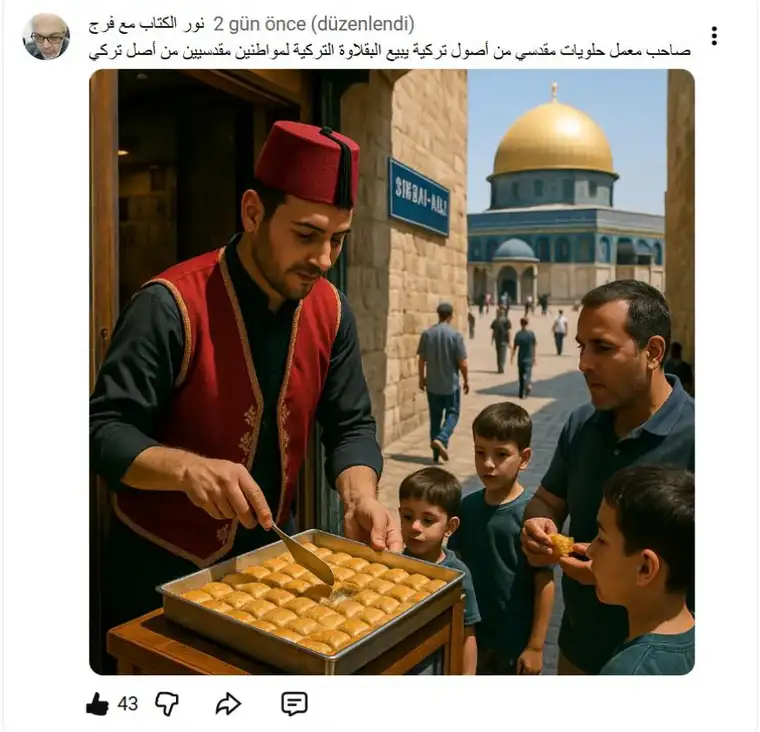 نور الكتاب مع فرج 2 gün önce (düzenlendi)
صاحب معمل حلويات مقدسي من أصول تركية يبيع البقلاوة التركية لمواطنين مقدسيين من أصل تركي
43